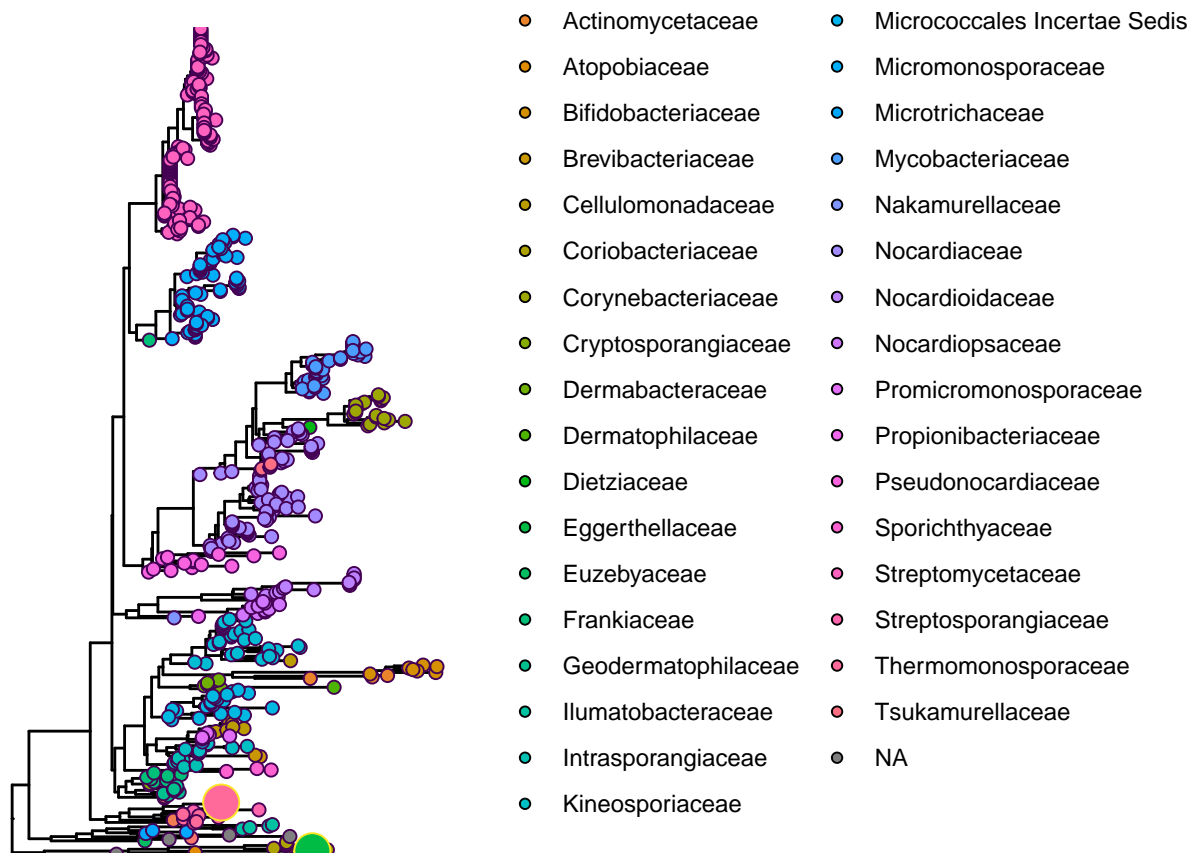 Actinomycetaceae
Atopobiaceae
Bifidobacteriaceae
Brevibacteriaceae
Cellulomonadaceae
Coriobacteriaceae
Corynebacteriaceae
Cryptosporangiaceae
Dermabacteraceae
Dermatophilaceae
Dietziaceae
Eggerthellaceae
Euzebyaceae
Frankiaceae
Geodermatophilaceae
Ilumatobacteraceae
Intrasporangiaceae
Kineosporiaceae
Micrococcales Incertae Sedis
Micromonosporaceae
Microtrichaceae
Mycobacteriaceae
Nakamurellaceae
Nocardiaceae
Nocardioidaceae
Nocardiopsaceae
Promicromonosporaceae
Propionibacteriaceae
Pseudonocardiaceae
Sporichthyaceae
Streptomycetaceae
Streptosporangiaceae
Thermomonosporaceae
Tsukamurellaceae
NA